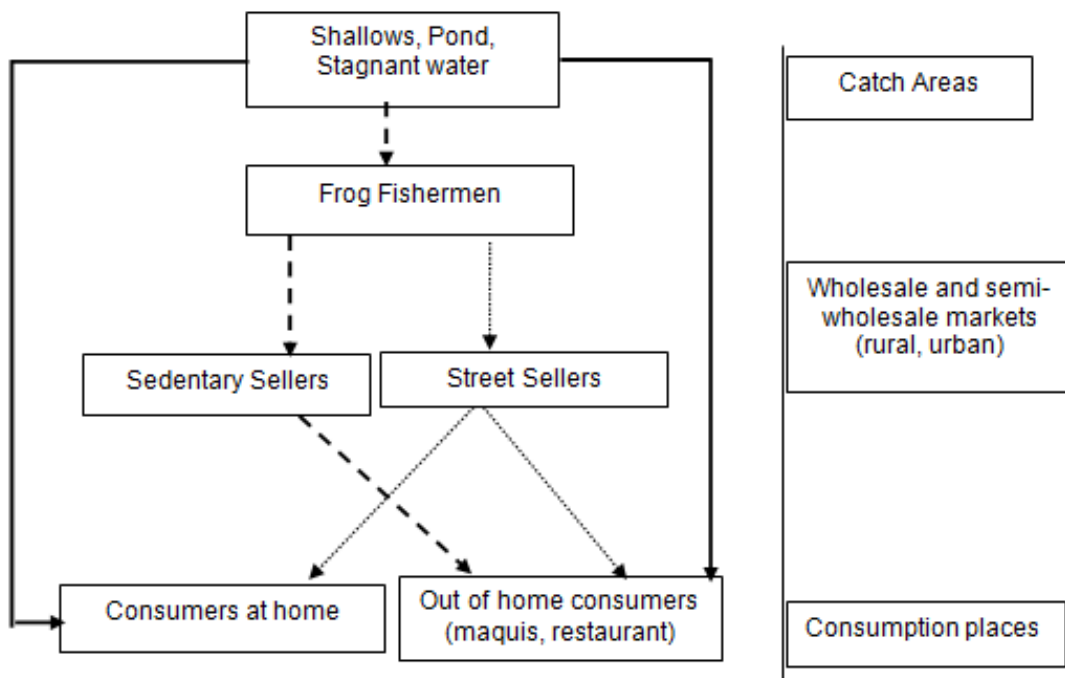 Shallows, Pond,
Stagnant water
Catch Areas
Frog Fishermen
Wholesale and semi-
wholesale markets
(rural, urban)
Sedentary Sellers
Street Sellers
Consumers at home
Out of home consumers
(maquis, restaurant)
Consumption places